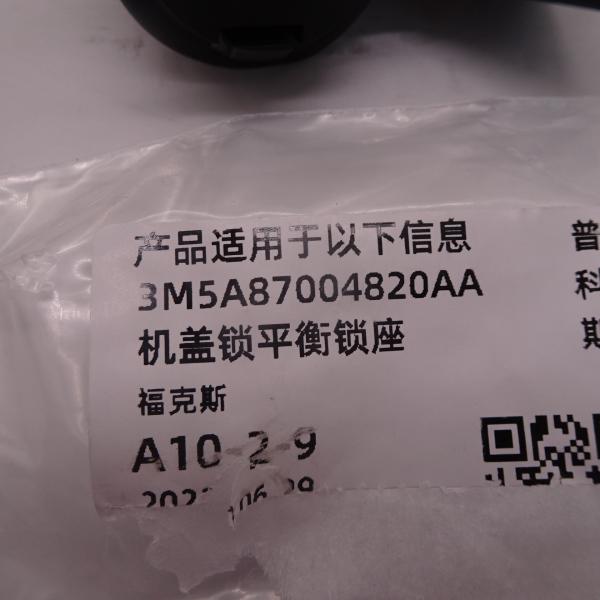 产品适用于以下信息
3M5A87004820AA
机盖锁平衡锁座
福克斯
A10-2-9
普
科
斯